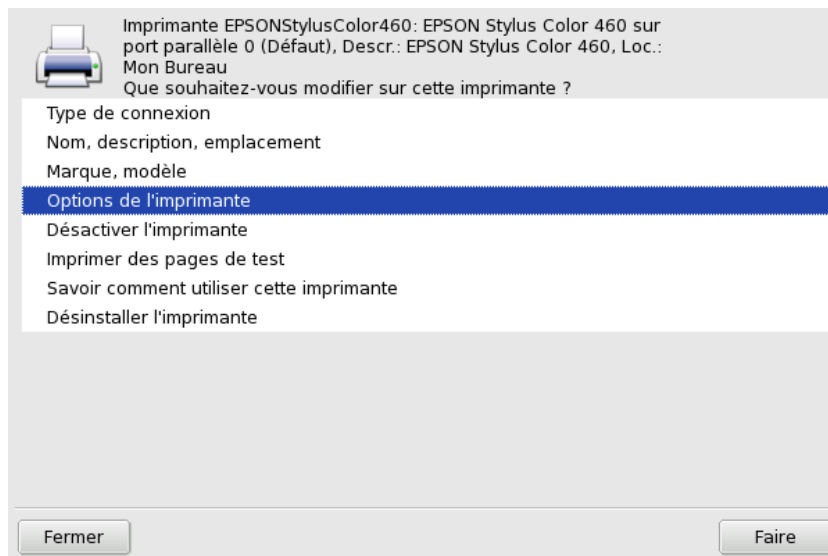 Imprimante EPSONStylusColor460: EPSON Stylus Color 460 sur
port parallèle 0 (Défaut), Descr.: EPSON Stylus Color 460, Loc.:
Mon Bureau
Que souhaitez-vous modifier sur cette imprimante ?
Type de connexion
Nom, description, emplacement
Marque, modèle
Options de l'imprimante
Désactiver l'imprimante
Imprimer des pages de test
Savoir comment utiliser cette imprimante
Désinstaller l'imprimante
Fermer
Faire